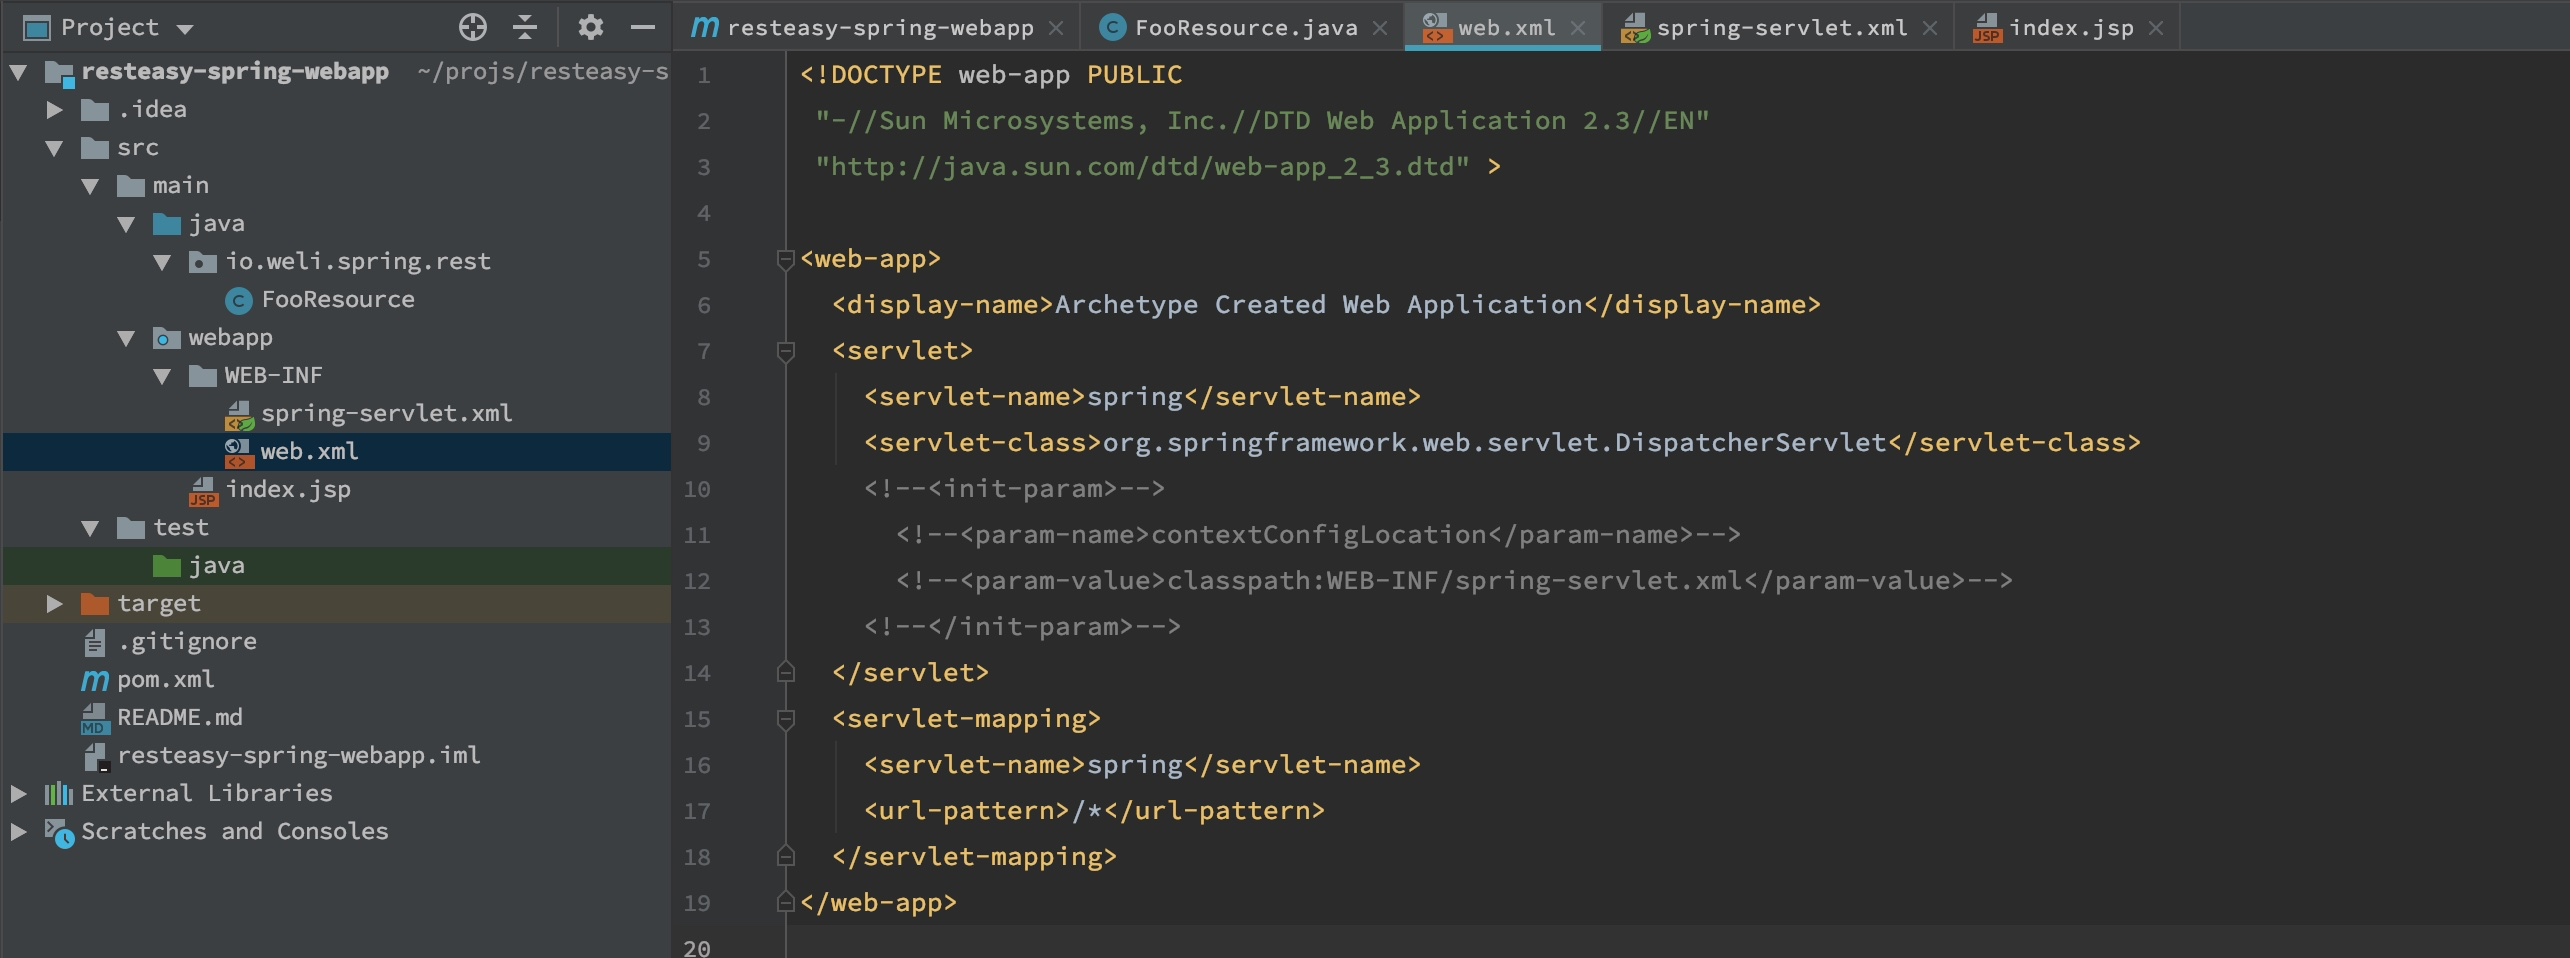 Project
resteasy-spring-webapp ~/projs/resteasy-s
.idea
src
main
java
io.weli.spring.rest
C FooResource
webapp
WEB-INF
spring-servlet.xml
web.xml
JSP index.jsp
test
java
target
.gitignore
m pom.xml
MD README.md
resteasy-spring-webapp.iml
External Libraries
Scratches and Consoles
m resteasy-spring-webapp
C FooResource.java
web.xml
spring-servlet.xml
JSP index.jsp
1 <!DOCTYPE web-app PUBLIC
2 "-//Sun Microsystems, Inc.//DTD Web Application 2.3//EN"
3 "http://java.sun.com/dtd/web-app_2_3.dtd" >
4
5 <web-app>
6 <display-name>Archetype Created Web Application</display-name>
7 <servlet>
8 <servlet-name>spring</servlet-name>
9 <servlet-class>org.springframework.web.servlet.DispatcherServlet</servlet-class>
10 <!--<init-param>-->
11 <!--<param-name>contextConfigLocation</param-name>-->
12 <!--<param-value>classpath:WEB-INF/spring-servlet.xml</param-value>-->
13 <!--</init-param>-->
14 </servlet>
15 <servlet-mapping>
16 <servlet-name>spring</servlet-name>
17 <url-pattern>/*</url-pattern>
18 </servlet-mapping>
19 </web-app>
20